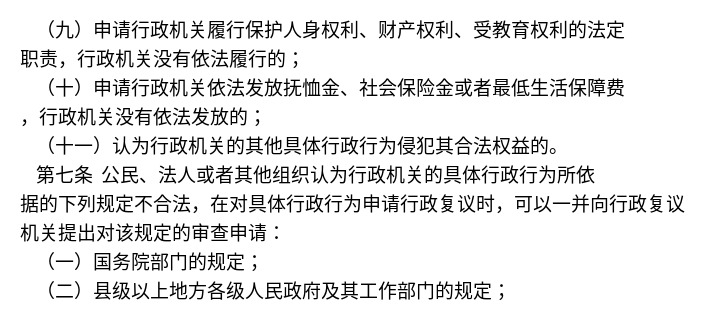 （九）申请行政机关履行保护人身权利、财产权利、受教育权利的法定
职责，行政机关没有依法履行的；
（十）申请行政机关依法发放抚恤金、社会保险金或者最低生活保障费
，行政机关没有依法发放的；
（十一）认为行政机关的其他具体行政行为侵犯其合法权益的。
第七条 公民、法人或者其他组织认为行政机关的具体行政行为所依
据的下列规定不合法，在对具体行政行为申请行政复议时，可以一并向行政复议
机关提出对该规定的审查申请：
（一）国务院部门的规定；
（二）县级以上地方各级人民政府及其工作部门的规定；